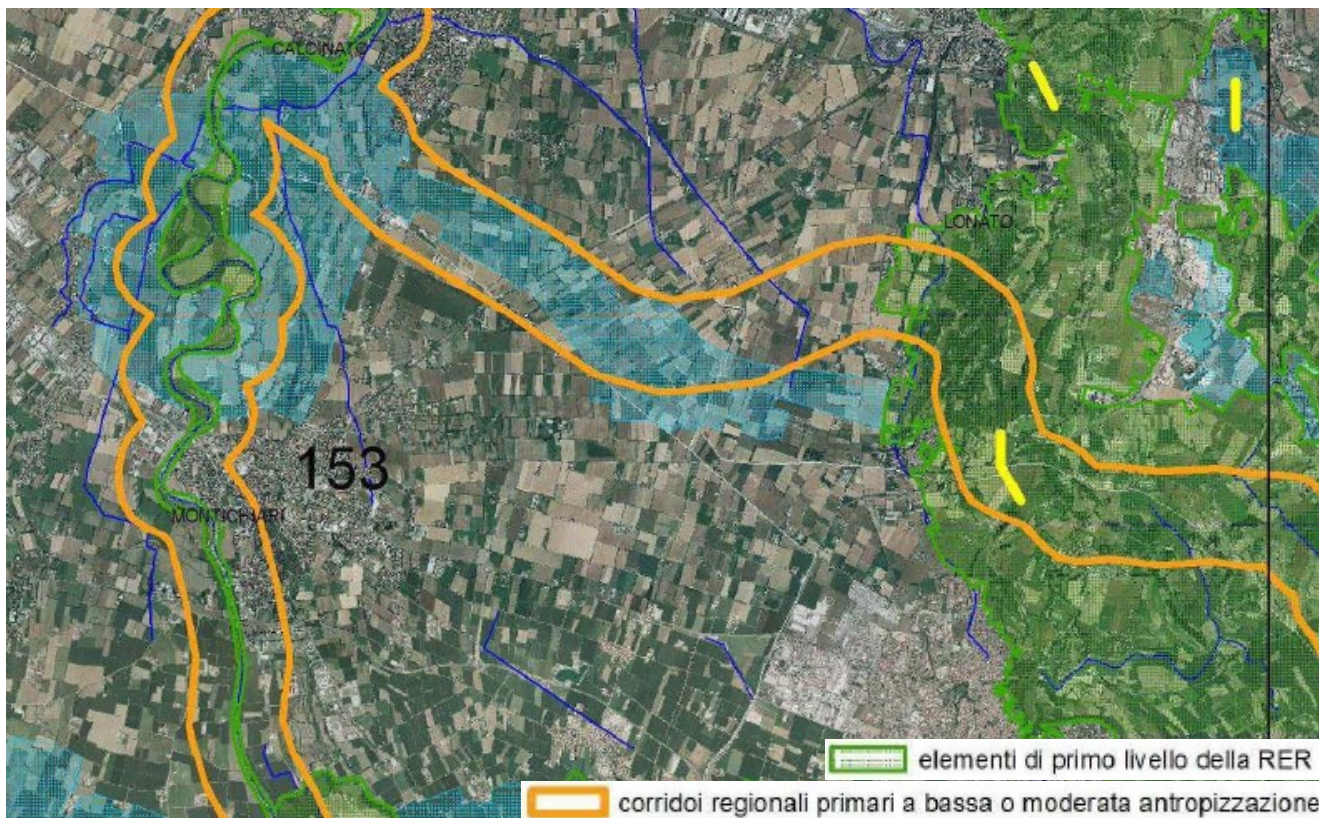 CALCINATO
LONATO
153
MONTICHIARI
elementi di primo livello della RER
corridoi regionali primari a bassa o moderata antropizzazione